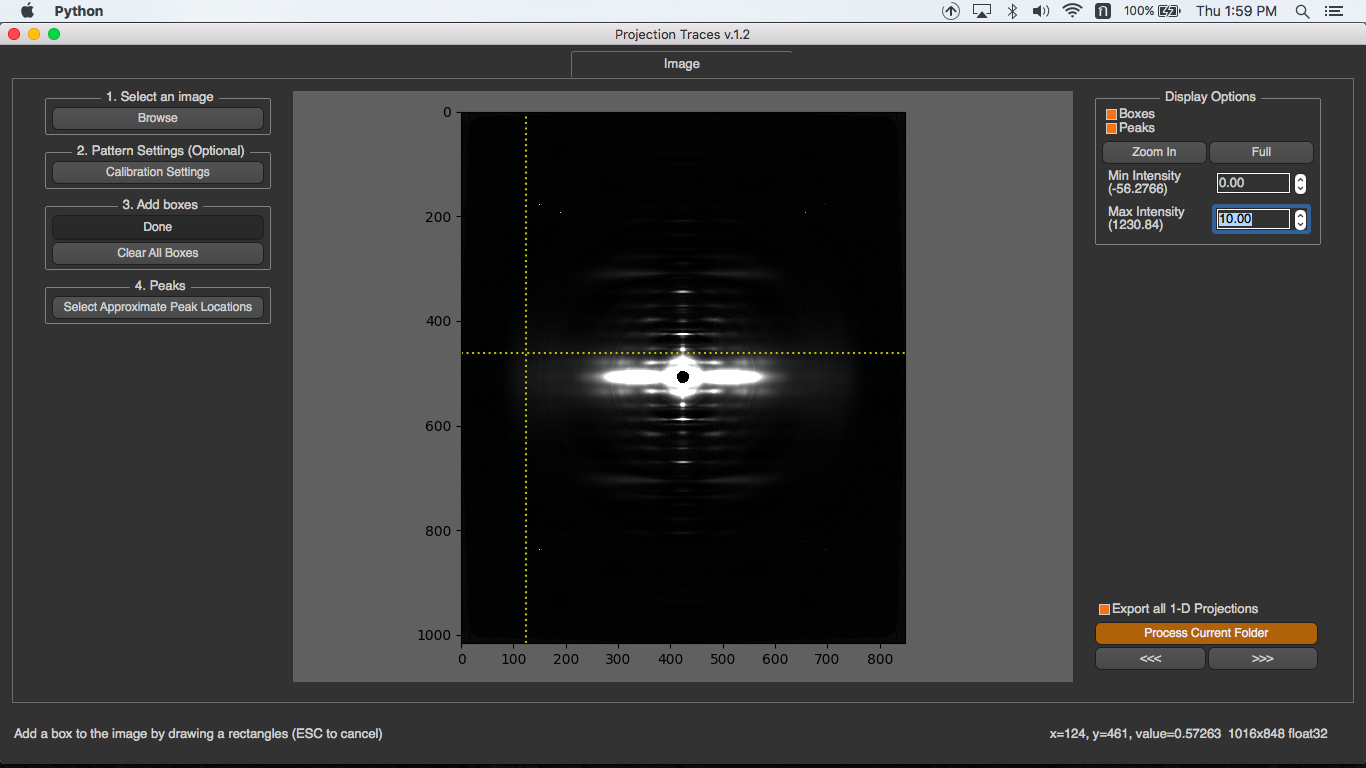 Python
100%
Thu 1:59 PM
Projection Traces v.1.2
Image
1. Select an image
Browse
2. Pattern Settings (Optional)
Calibration Settings
3. Add boxes
Done
Clear All Boxes
4. Peaks
Select Approximate Peak Locations
0
200
400
600
800
1000
0 100 200 300 400 500 600 700 800
Display Options
Boxes
Peaks
Zoom In Full
Min Intensity
(-56.2766)
0.00
Max Intensity
(1230.84)
10.00
Export all 1-D Projections
Process Current Folder
<<< >>>
Add a box to the image by drawing a rectangles (ESC to cancel)
x=124, y=461, value=0.57263 1016x848 float32